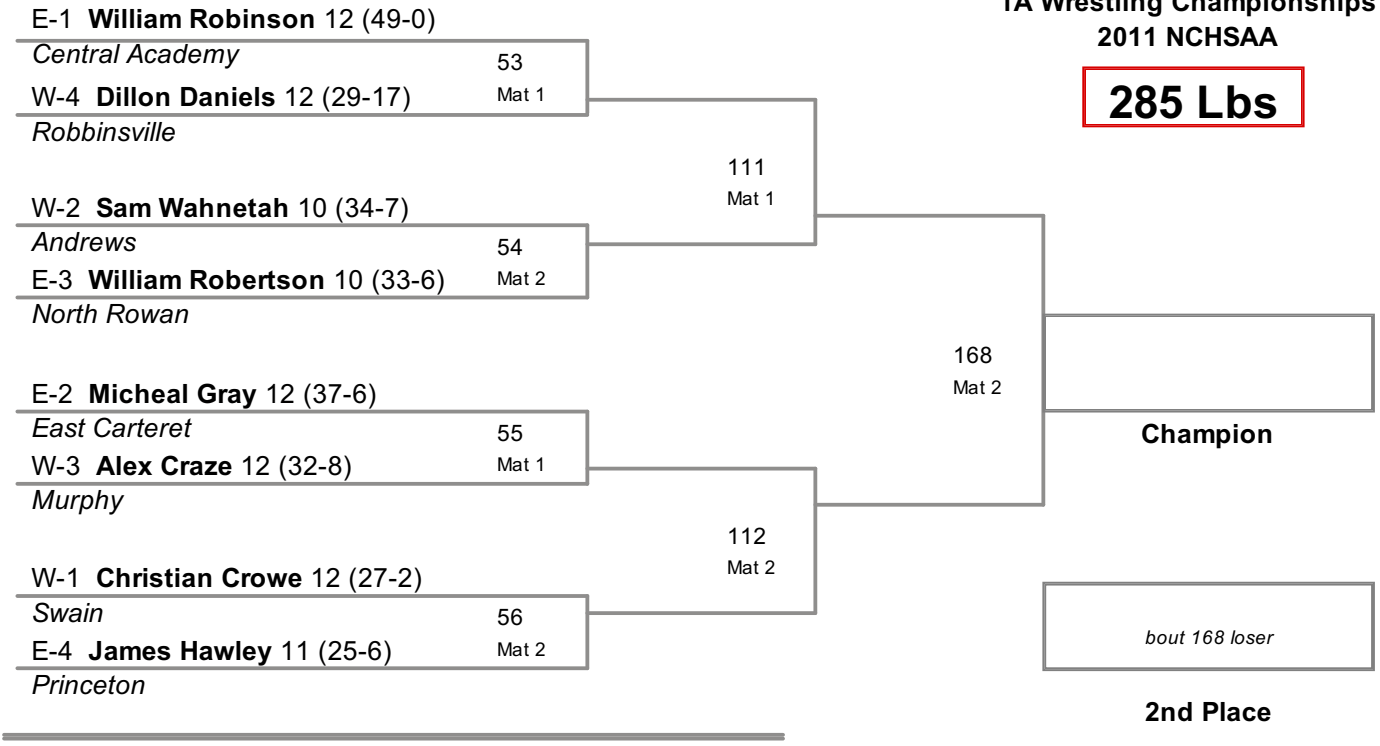 1A Wrestling Championships
2011 NCHSAA
285 Lbs
E-1 William Robinson 12 (49-0)
Central Academy
53
W-4 Dillon Daniels 12 (29-17)
Mat 1
Robbinsville
111
Mat 1
W-2 Sam Wahnetah 10 (34-7)
Andrews
54
E-3 William Robertson 10 (33-6)
Mat 2
North Rowan
168
Mat 2
E-2 Micheal Gray 12 (37-6)
East Carteret
55
W-3 Alex Craze 12 (32-8)
Mat 1
Murphy
Champion
112
Mat 2
W-1 Christian Crowe 12 (27-2)
Swain
56
E-4 James Hawley 11 (25-6)
Mat 2
Princeton
bout 168 loser
2nd Place